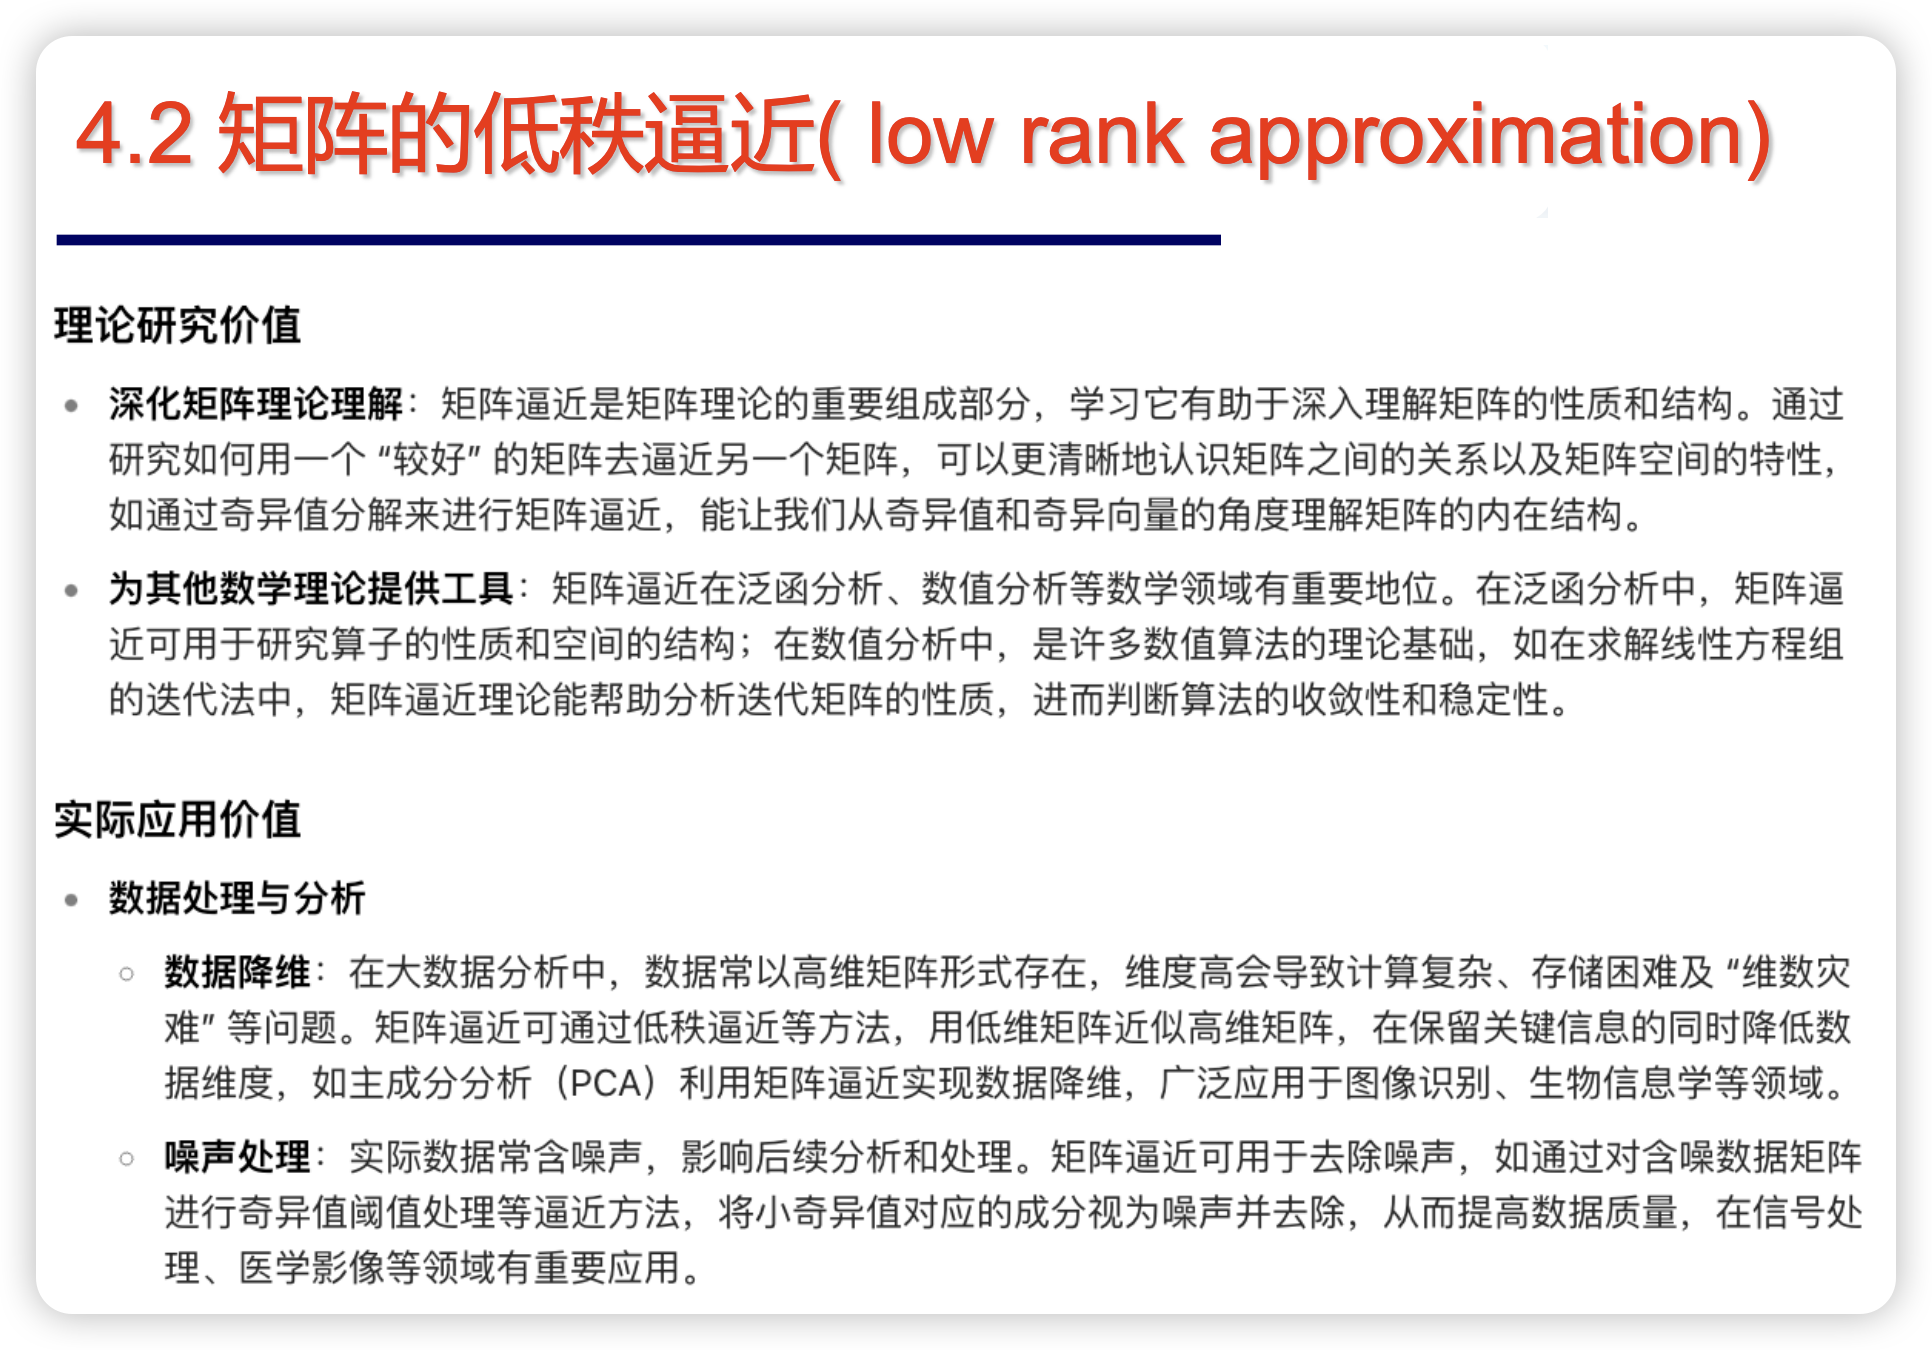 4.2 矩阵的低秩逼近( low rank approximation)
理论研究价值
• 深化矩阵理论理解：矩阵逼近是矩阵理论的重要组成部分，学习它有助于深入理解矩阵的性质和结构。通过
研究如何用一个 “较好” 的矩阵去逼近另一个矩阵，可以更清晰地认识矩阵之间的关系以及矩阵空间的特性，
如通过奇异值分解来进行矩阵逼近，能让我们从奇异值和奇异向量的角度理解矩阵的内在结构。
• 为其他数学理论提供工具：矩阵逼近在泛函分析、数值分析等数学领域有重要地位。在泛函分析中，矩阵逼
近可用于研究算子的性质和空间的结构；在数值分析中，是许多数值算法的理论基础，如在求解线性方程组
的迭代法中，矩阵逼近理论能帮助分析迭代矩阵的性质，进而判断算法的收敛性和稳定性。
实际应用价值
• 数据处理与分析
○ 数据降维：在大数据分析中，数据常以高维矩阵形式存在，维度高会导致计算复杂、存储困难及 “维数灾
难” 等问题。矩阵逼近可通过低秩逼近等方法，用低维矩阵近似高维矩阵，在保留关键信息的同时降低数
据维度，如主成分分析（PCA）利用矩阵逼近实现数据降维，广泛应用于图像识别、生物信息学等领域。
○ 噪声处理：实际数据常含噪声，影响后续分析和处理。矩阵逼近可用于去除噪声，如通过对含噪数据矩阵
进行奇异值阈值处理等逼近方法，将小奇异值对应的成分视为噪声并去除，从而提高数据质量，在信号处
理、医学影像等领域有重要应用。